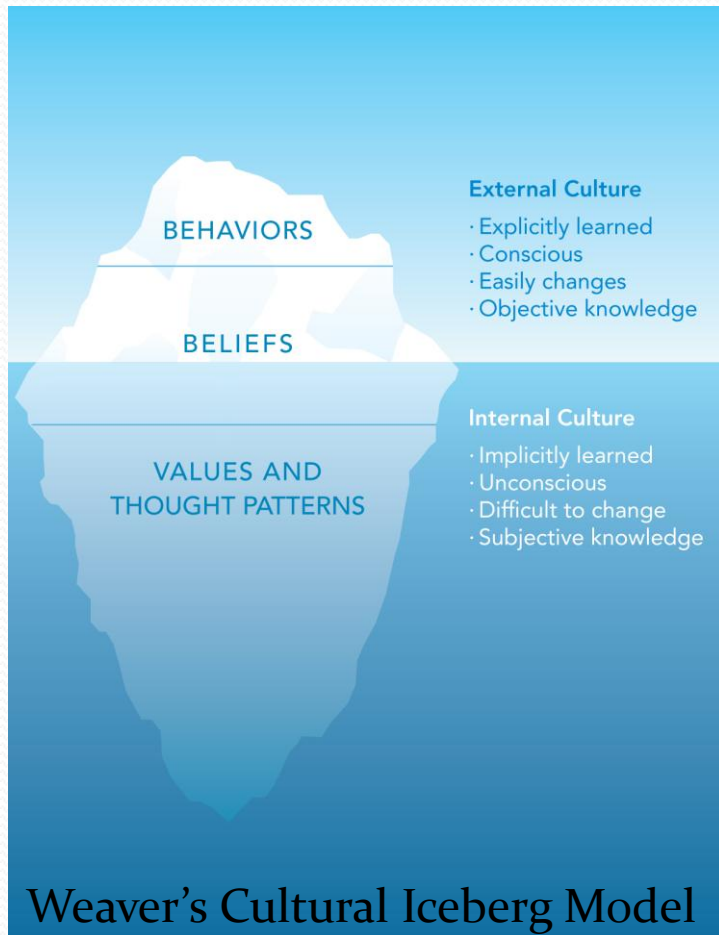 BEHAVIORS
BELIEFS
VALUES AND
THOUGHT PATTERNS
External Culture
· Explicitly learned
· Conscious
· Easily changes
· Objective knowledge
Internal Culture
· Implicitly learned
· Unconscious
· Difficult to change
· Subjective knowledge
Weaver’s Cultural Iceberg Model